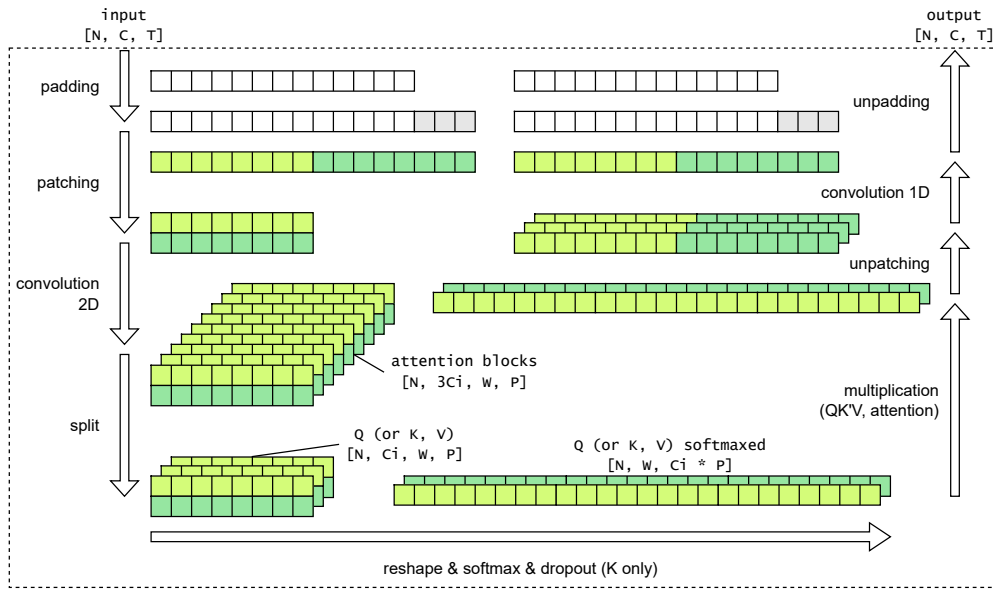 input
[N, C, T]
output
[N, C, T]
padding
unpadding
patching
convolution 1D
convolution
2D
unpatching
attention blocks
[N, 3Ci, W, P]
multiplication
(QK'V, attention)
split
Q (or K, V)
[N, Ci, W, P]
Q (or K, V) softmaxed
[N, W, Ci * P]
reshape & softmax & dropout (K only)